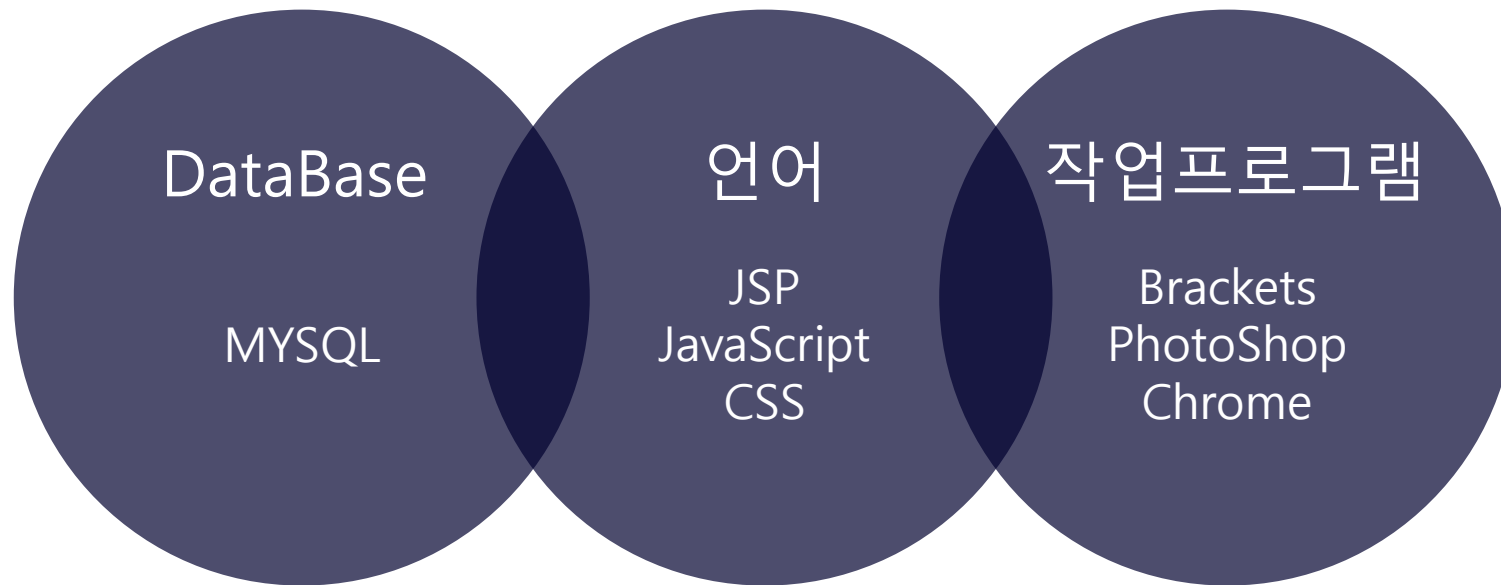 DataBase
MYSQL
언어
JSP
JavaScript
CSS
작업프로그램
Brackets
PhotoShop
Chrome